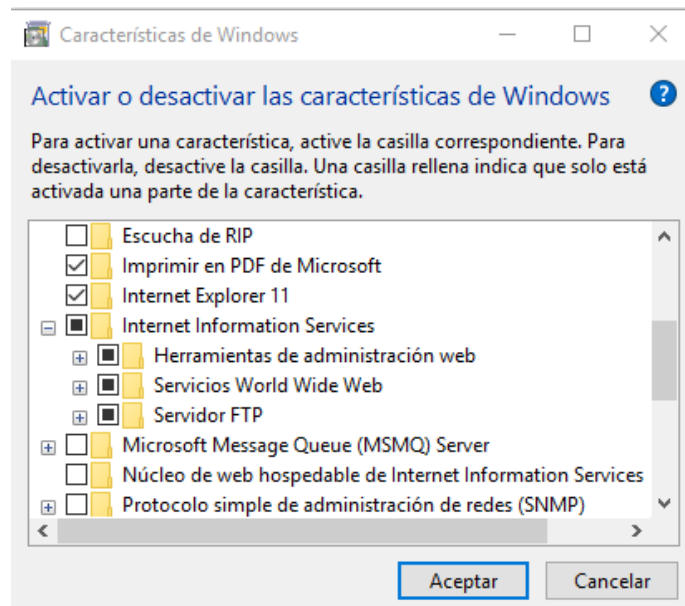 Características de Windows
Activar o desactivar las características de Windows
Para activar una característica, active la casilla correspondiente. Para
desactivarla, desactive la casilla. Una casilla rellena indica que solo está
activada una parte de la característica.
Escucha de RIP
Imprimir en PDF de Microsoft
Internet Explorer 11
Internet Information Services
Herramientas de administración web
Servicios World Wide Web
Servidor FTP
Microsoft Message Queue (MSMQ) Server
Núcleo de web hospedable de Internet Information Services
Protocolo simple de administración de redes (SNMP)
Aceptar Cancelar